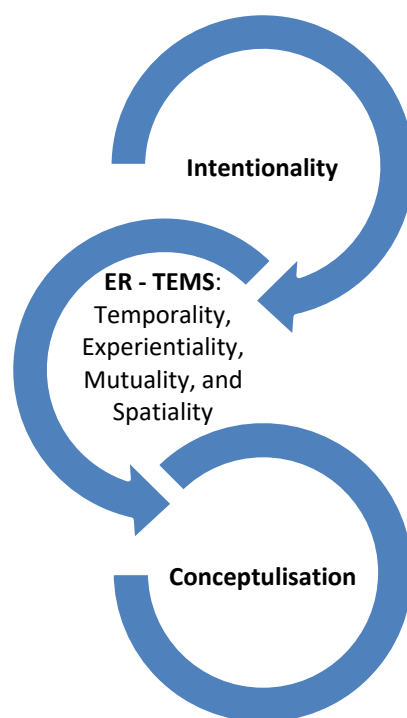 Intentionality
ER - TEMS:
Temporality,
Experientiality,
Mutuality, and
Spatiality
Conceptulisation